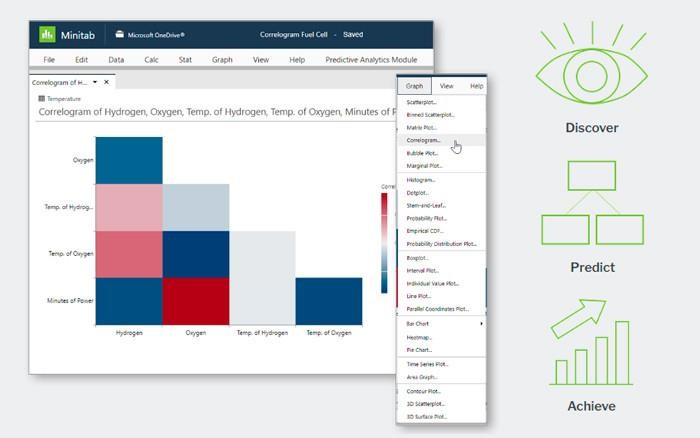 Minitab
Microsoft OneDrive®
Correlogram Fuel Cell - Saved
File Edit Data Calc Stat Graph View Help Predictive Analytics Module
Correlogram of H...
Temperature
Correlogram of Hydrogen, Oxygen, Temp. of Hydrogen, Temp. of Oxygen, Minutes of P
Oxygen
Temp. of Hydrog...
Temp. of Oxygen
Minutes of Power
Hydrogen Oxygen Temp. of Hydrogen Temp. of Oxygen
Correl
Graph View Help
Scatterplot...
Binned Scatterplot...
Matrix Plot...
Correlogram...
Bubble Plot...
Marginal Plot...
Histogram...
Dotplot...
Stem-and-Leaf...
Probability Plot...
Empirical CDF...
Probability Distribution Plot...
Boxplot...
Interval Plot...
Individual Value Plot...
Line Plot...
Parallel Coordinates Plot...
Bar Chart
Heatmap...
Pie Chart...
Time Series Plot...
Area Graph...
Contour Plot...
3D Scatterplot...
3D Surface Plot...
Discover
Predict
Achieve